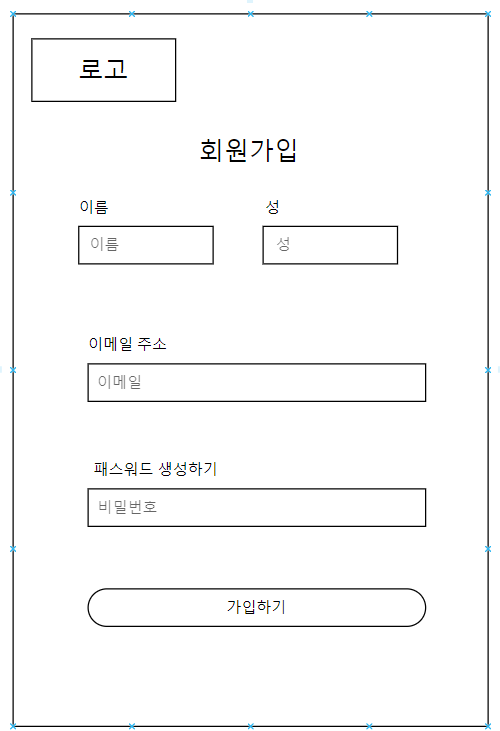 로고
회원가입
이름 성
이름 성
이메일 주소
이메일
패스워드 생성하기
비밀번호
가입하기